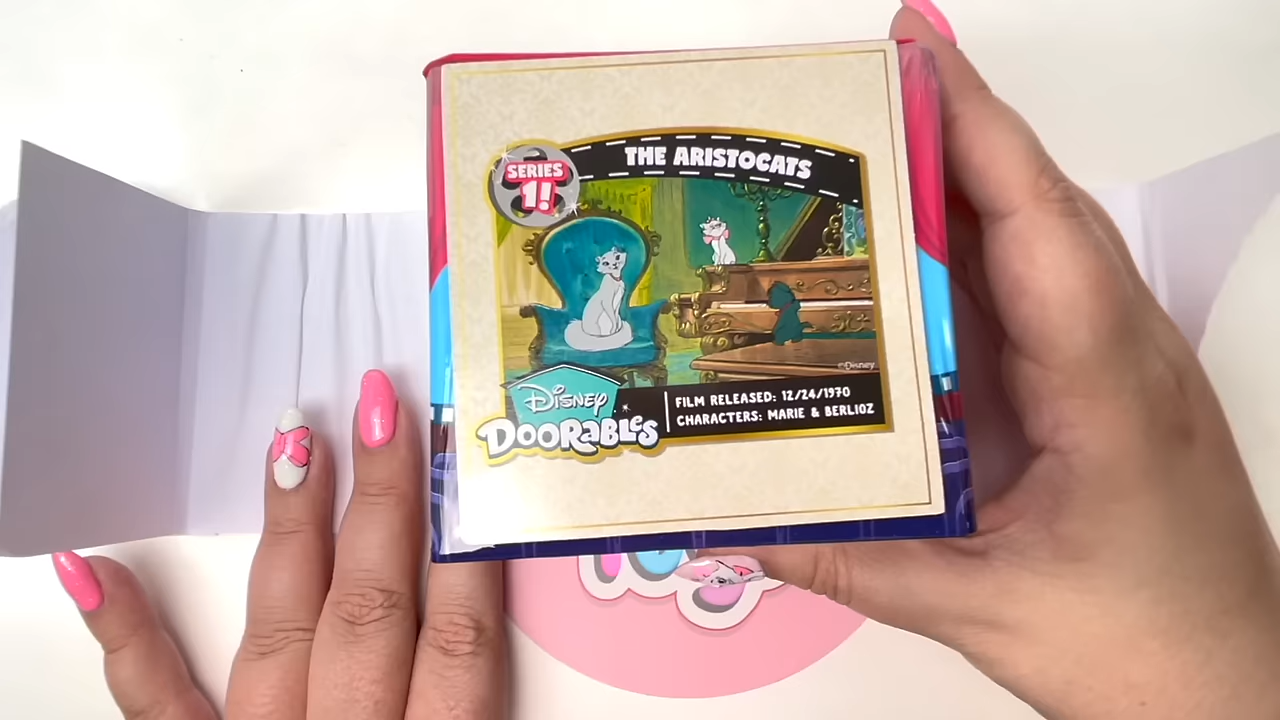 SERIES
1!
THE ARISTOCATS
©Disney
Disney
DOORABLES
FILM RELEASED: 12/24/1970
CHARACTERS: MARIE & BERLIOZ